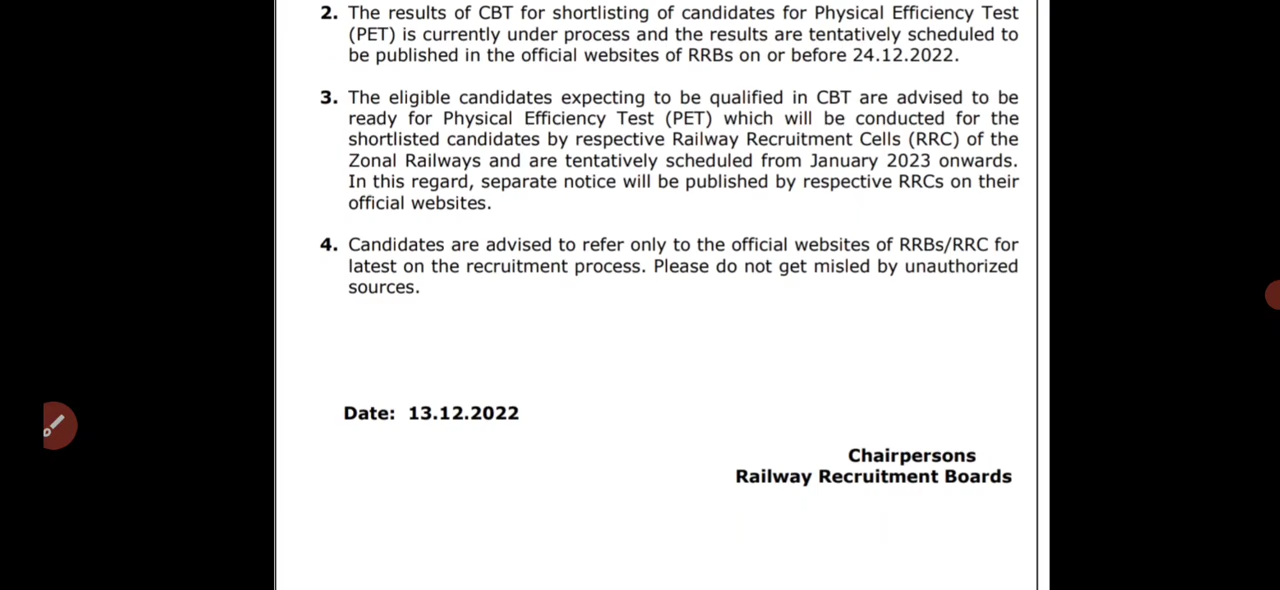 2. The results of CBT for shortlisting of candidates for Physical Efficiency Test
(PET) is currently under process and the results are tentatively scheduled to
be published in the official websites of RRBs on or before 24.12.2022.
3. The eligible candidates expecting to be qualified in CBT are advised to be
ready for Physical Efficiency Test (PET) which will be conducted for the
shortlisted candidates by respective Railway Recruitment Cells (RRC) of the
Zonal Railways and are tentatively scheduled from January 2023 onwards.
In this regard, separate notice will be published by respective RRCs on their
official websites.
4. Candidates are advised to refer only to the official websites of RRBs/RRC for
latest on the recruitment process. Please do not get misled by unauthorized
sources.
Date: 13.12.2022
Chairpersons
Railway Recruitment Boards